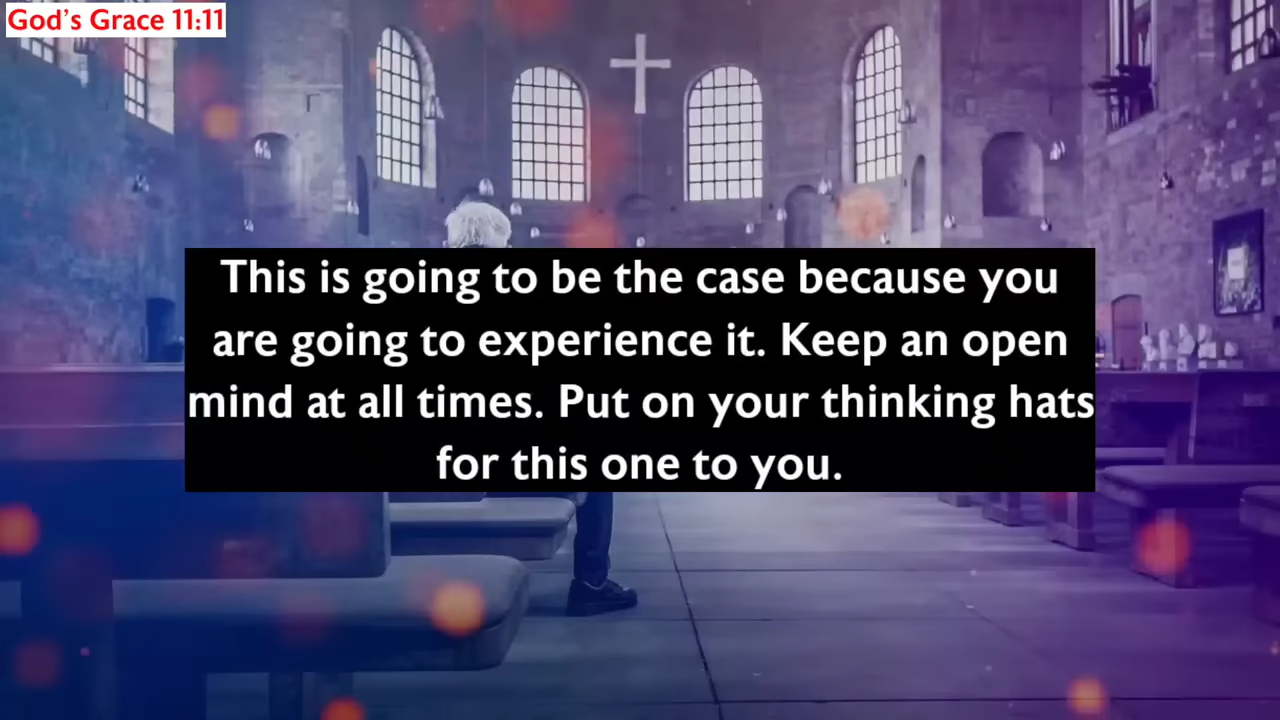 God's Grace 11:11
This is going to be the case because you
are going to experience it. Keep an open
mind at all times. Put on your thinking hats
for this one to you.